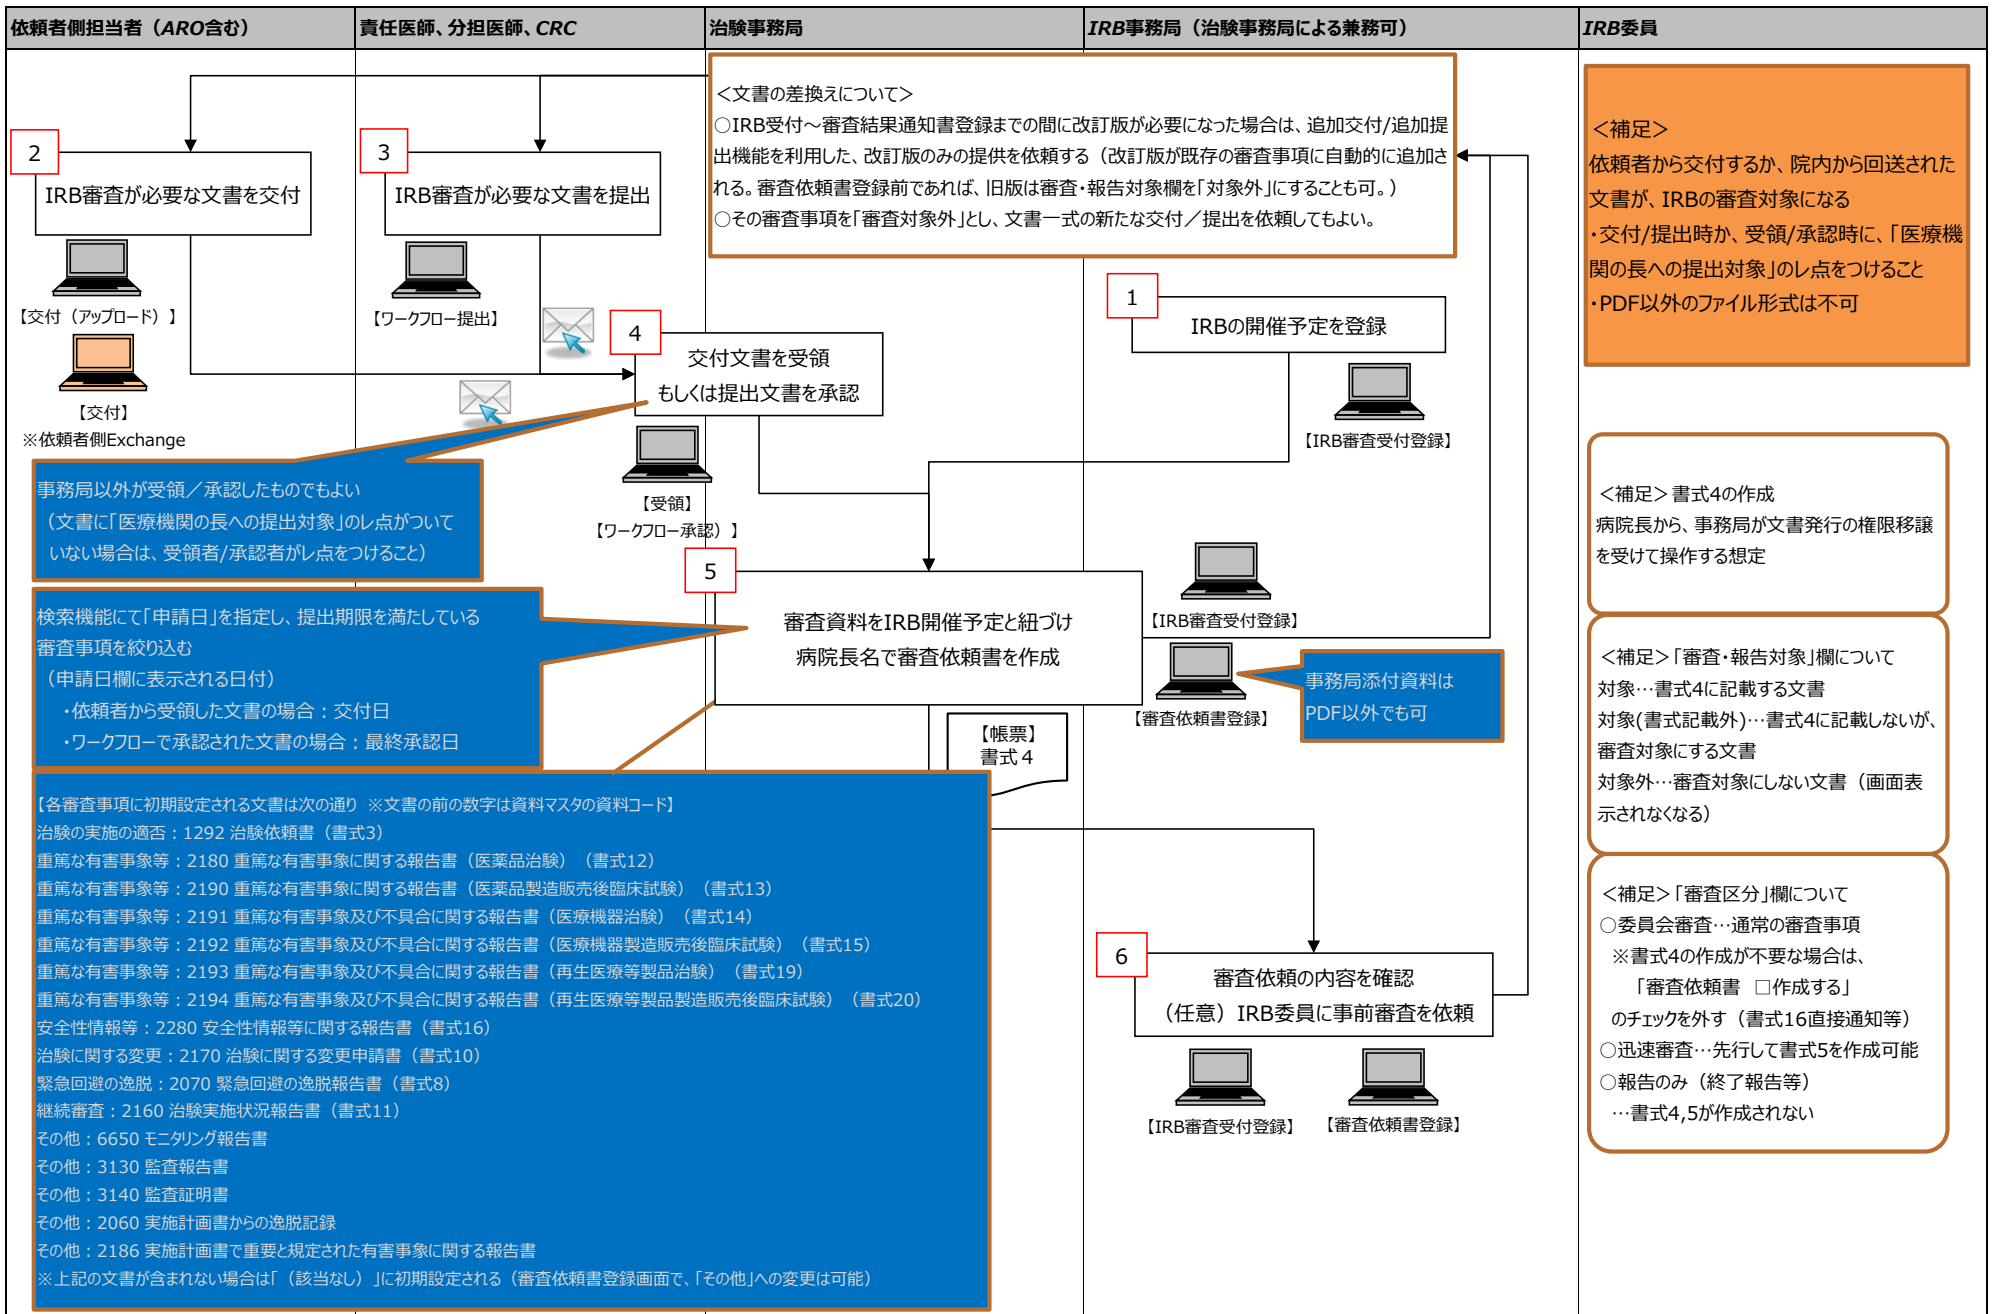 依頼者側担当者（ARO含む）
責任医師、分担医師、CRC
治験事務局
IRB事務局（治験事務局による兼務可）
IRB委員
＜文書の差換えについて＞
○IRB受付～審査結果通知書登録までの間に改訂版が必要になった場合は、追加交付/追加提
出機能を利用した、改訂版のみの提供を依頼する（改訂版が既存の審査事項に自動的に追加さ
れる。審査依頼書登録前であれば、旧版は審査・報告対象欄を「対象外」にすることも可。）
○その審査事項を「審査対象外」とし、文書一式の新たな交付／提出を依頼してもよい。
＜補足＞
依頼者から交付するか、院内から回送された
文書が、IRBの審査対象になる
・交付/提出時か、受領/承認時に、「医療機
関の長への提出対象」のレ点をつけること
・PDF以外のファイル形式は不可
2
IRB審査が必要な文書を交付
【交付（アップロード）】
【交付】
※依頼者側Exchange
3
IRB審査が必要な文書を提出
【ワークフロー提出】
1
IRBの開催予定を登録
【IRB審査受付登録】
4
交付文書を受領
もしくは提出文書を承認
【受領】
【ワークフロー承認）】
事務局以外が受領／承認したものでもよい
（文書に「医療機関の長への提出対象」のレ点がついて
いない場合は、受領者/承認者がレ点をつけること）
＜補足＞書式4の作成
病院長から、事務局が文書発行の権限移譲
を受けて操作する想定
5
審査資料をIRB開催予定と紐づけ
病院長名で審査依頼書を作成
【IRB審査受付登録】
【審査依頼書登録】
事務局添付資料は
PDF以外でも可
検索機能にて「申請日」を指定し、提出期限を満たしている
審査事項を絞り込む
（申請日欄に表示される日付）
・依頼者から受領した文書の場合：交付日
・ワークフローで承認された文書の場合：最終承認日
【帳票】
書式４
＜補足＞「審査・報告対象」欄について
対象…書式4に記載する文書
対象(書式記載外)…書式4に記載しないが、
審査対象にする文書
対象外…審査対象にしない文書（画面表
示されなくなる）
【各審査事項に初期設定される文書は次の通り ※文書の前の数字は資料マスタの資料コード】
治験の実施の適否：1292 治験依頼書（書式3）
重篤な有害事象等：2180 重篤な有害事象に関する報告書（医薬品治験）（書式12）
重篤な有害事象等：2190 重篤な有害事象に関する報告書（医薬品製造販売後臨床試験）（書式13）
重篤な有害事象等：2191 重篤な有害事象及び不具合に関する報告書（医療機器治験）（書式14）
重篤な有害事象等：2192 重篤な有害事象及び不具合に関する報告書（医療機器製造販売後臨床試験）（書式15）
重篤な有害事象等：2193 重篤な有害事象及び不具合に関する報告書（再生医療等製品治験）（書式19）
重篤な有害事象等：2194 重篤な有害事象及び不具合に関する報告書（再生医療等製品製造販売後臨床試験）（書式20）
安全性情報等：2280 安全性情報等に関する報告書（書式16）
治験に関する変更：2170 治験に関する変更申請書（書式10）
緊急回避の逸脱：2070 緊急回避の逸脱報告書（書式8）
継続審査：2160 治験実施状況報告書（書式11）
その他：6650 モニタリング報告書
その他：3130 監査報告書
その他：3140 監査証明書
その他：2060 実施計画書からの逸脱記録
その他：2186 実施計画書で重要と規定された有害事象に関する報告書
※上記の文書が含まれない場合は「（該当なし）」に初期設定される（審査依頼書登録画面で、「その他」への変更は可能）
6
審査依頼の内容を確認
（任意）IRB委員に事前審査を依頼
【IRB審査受付登録】
【審査依頼書登録】
＜補足＞「審査区分」欄について
○委員会審査…通常の審査事項
※書式4の作成が不要な場合は、
「審査依頼書 □作成する」
のチェックを外す（書式16直接通知等）
○迅速審査…先行して書式5を作成可能
○報告のみ（終了報告等）
…書式4,5が作成されない